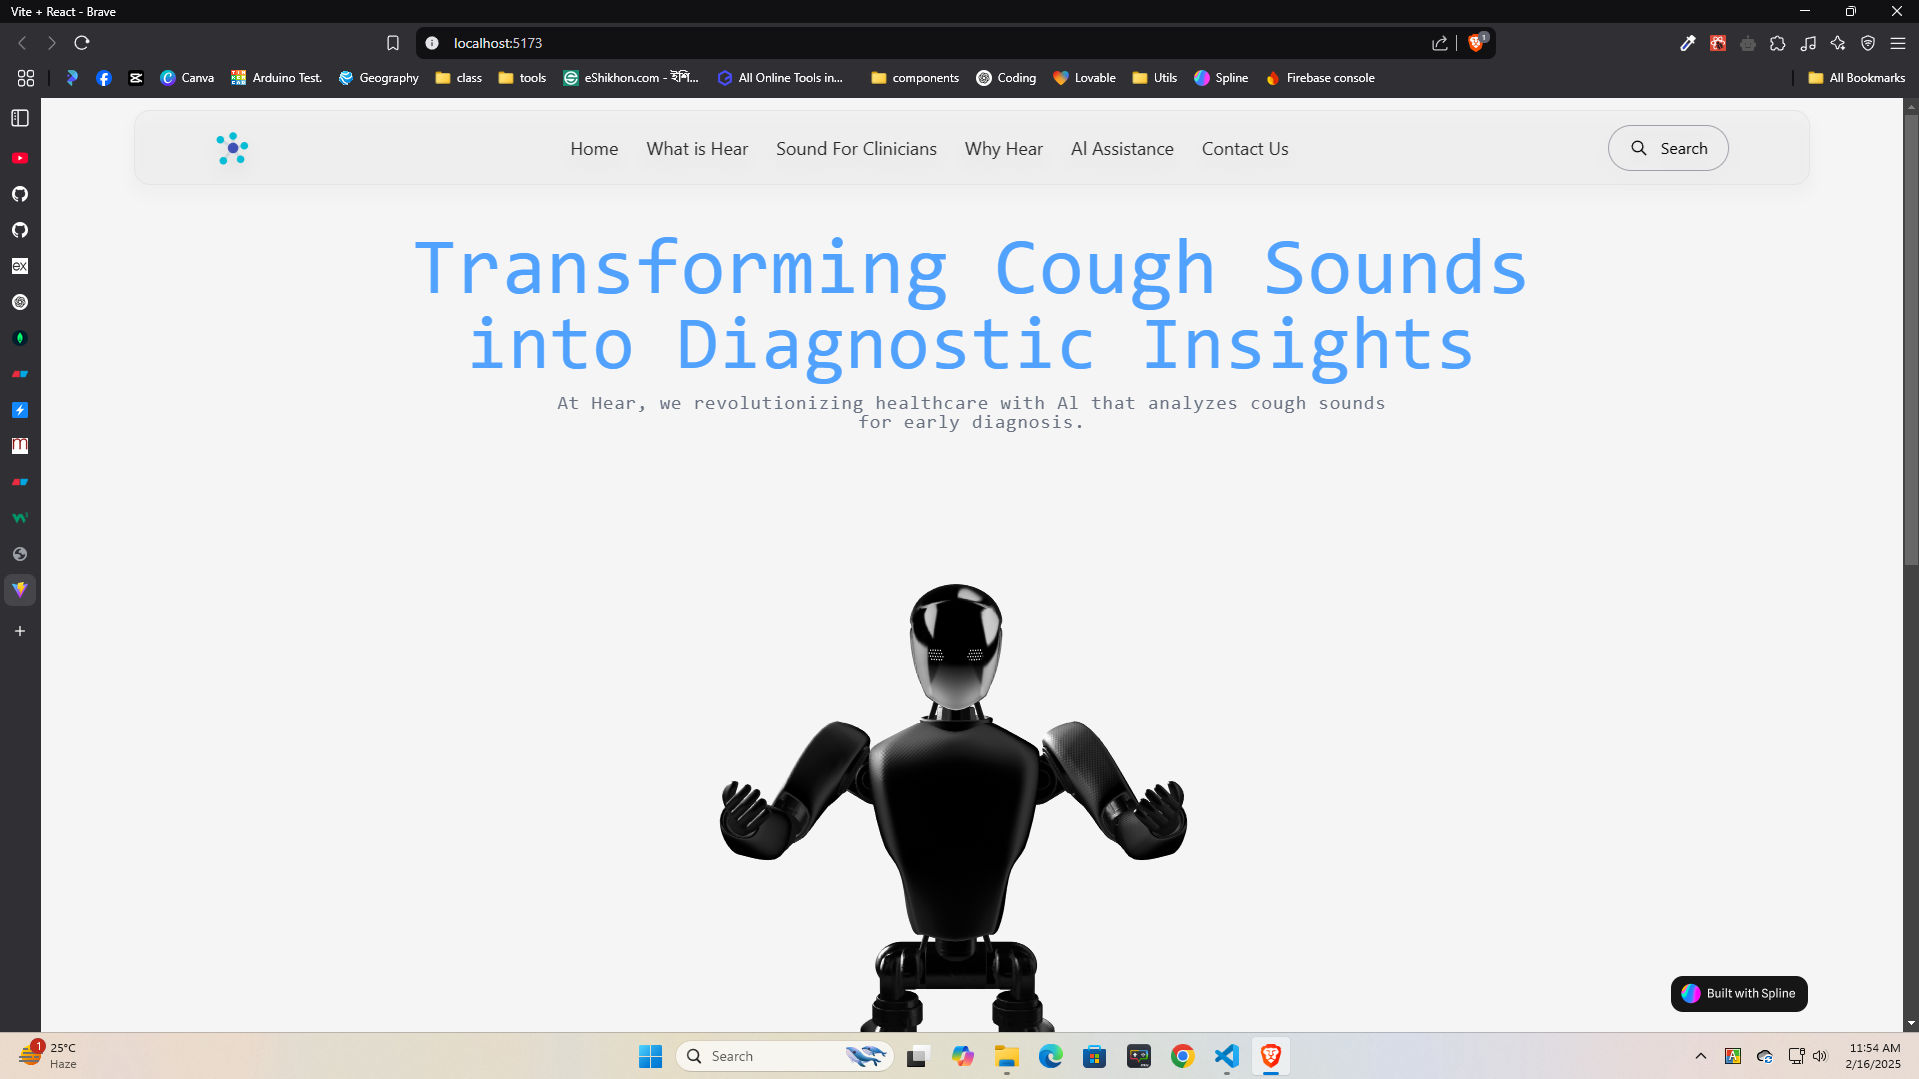 Vite + React - Brave
localhost:5173
1
Canva
Arduino Test.
Geography
class
tools
All Online Tools in...
components
Coding
Lovable
Utils
Spline
Firebase console
All Bookmarks
Home
What is Hear
Sound For Clinicians
Why Hear
AI Assistance
Contact Us
Search
Transforming Cough Sounds
into Diagnostic Insights
At Hear, we revolutionizing healthcare with Al that analyzes cough sounds
for early diagnosis.
Built with Spline
1
25°C
Haze
Search
11:54 AM
2/16/2025